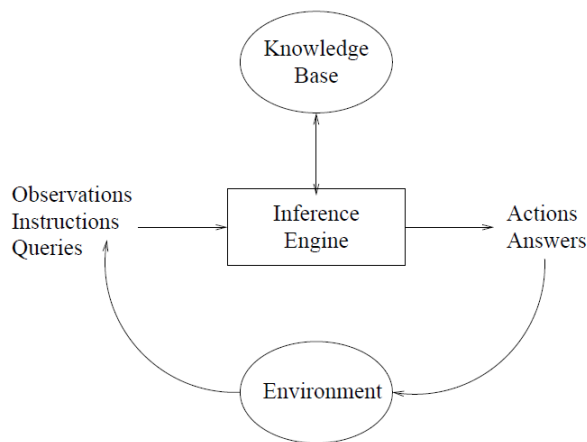 Knowledge
Base
Observations
Instructions
Queries
Inference
Engine
Actions
Answers
Environment